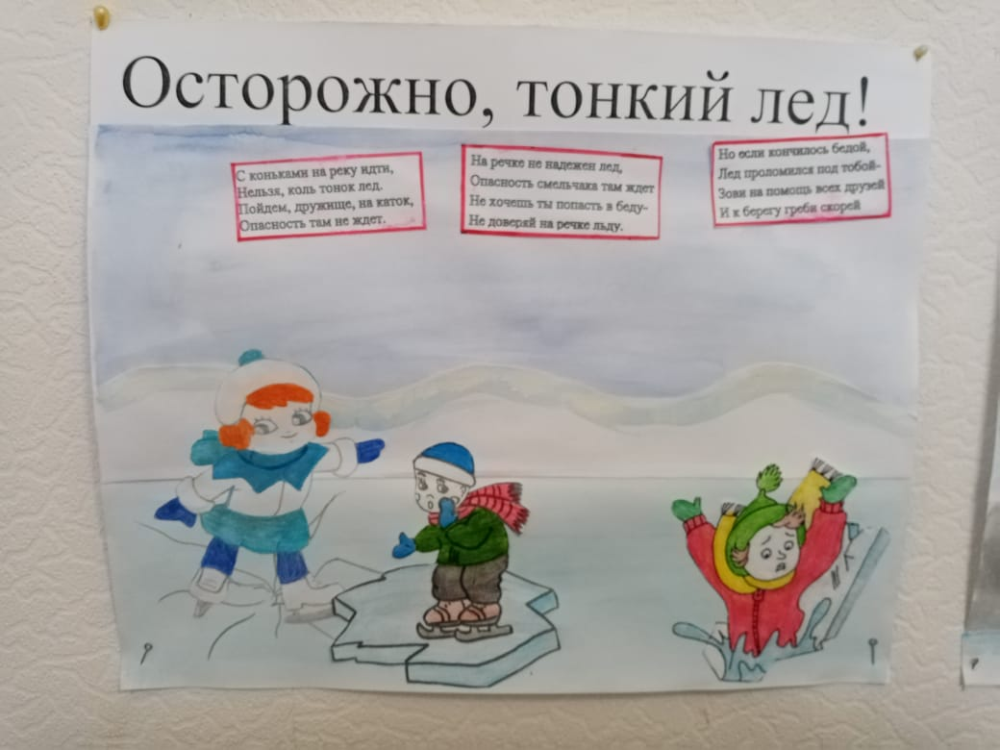 Осторожно, тонкий лед!
С коньками на реку идти,
Нельзя, коль тонок лед.
Пойдем, дружище, на каток,
Опасность там не ждет.
На речке не надежен лед,
Опасность смельчака там ждет
Не хочешь ты попасть в беду-
Не доверяй на речке льду.
Но если кончилось бедой,
Лед проломился под тобой-
Зови на помощь всех друзей
И к берегу греби скорей